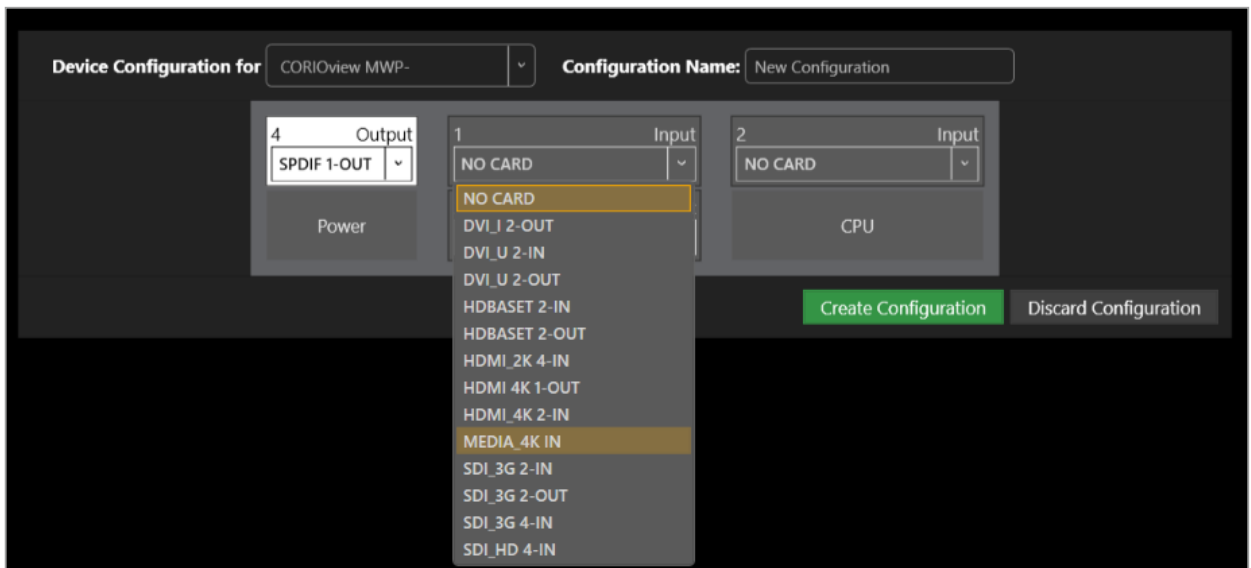 Device Configuration for CORIOview MWP- Configuration Name: New Configuration
4 Output 1 Input 2 Input
SPDIF 1-OUT NO CARD NO CARD
Power CPU
NO CARD
DVI_I 2-OUT
DVI_U 2-IN
DVI_U 2-OUT
HDBASET 2-IN
HDBASET 2-OUT
HDMI_2K 4-IN
HDMI 4K 1-OUT
HDMI_4K 2-IN
MEDIA_4K IN
SDI_3G 2-IN
SDI_3G 2-OUT
SDI_3G 4-IN
SDI_HD 4-IN
Create Configuration Discard Configuration